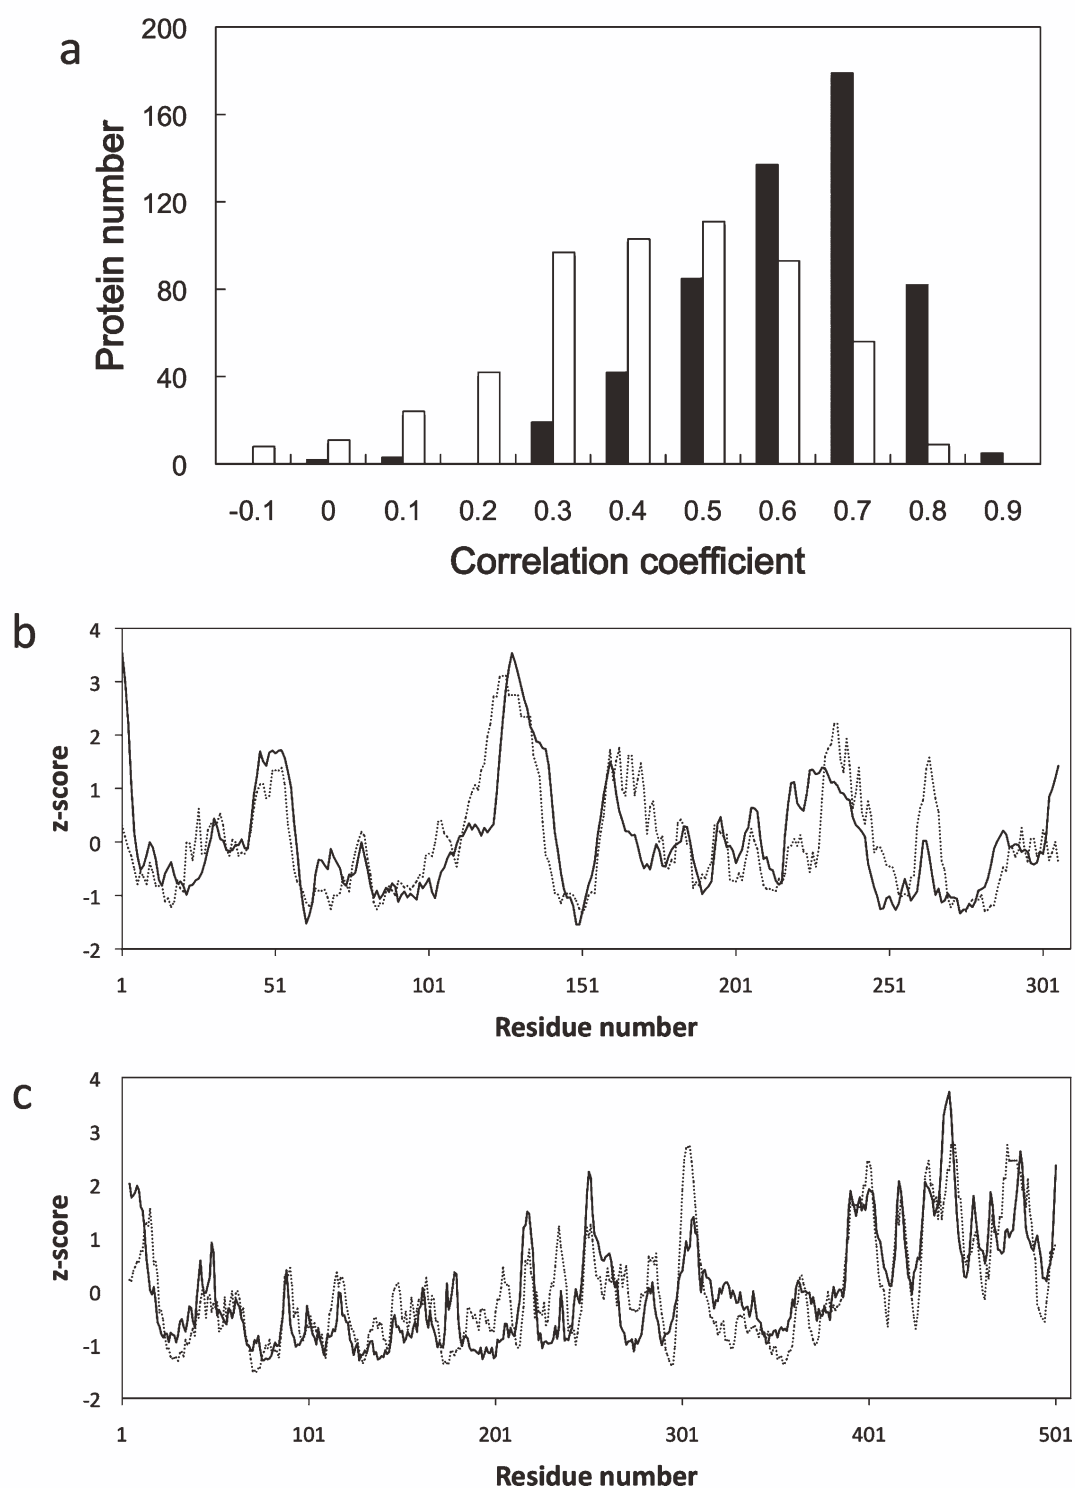 a
200
160
120
80
40
0
Protein number
-0.1 0 0.1 0.2 0.3 0.4 0.5 0.6 0.7 0.8 0.9
Correlation coefficient
b
4
3
2
1
0
-1
-2
z-score
1 51 101 151 201 251 301
Residue number
c
4
3
2
1
0
-1
-2
z-score
1 101 201 301 401 501
Residue number